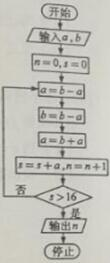 开始
输入a,b
n=0,s=0
a=b-a
b=b-a
a=b+a
s=s+a,n=n+1
否
s>16
是
输出n
停止